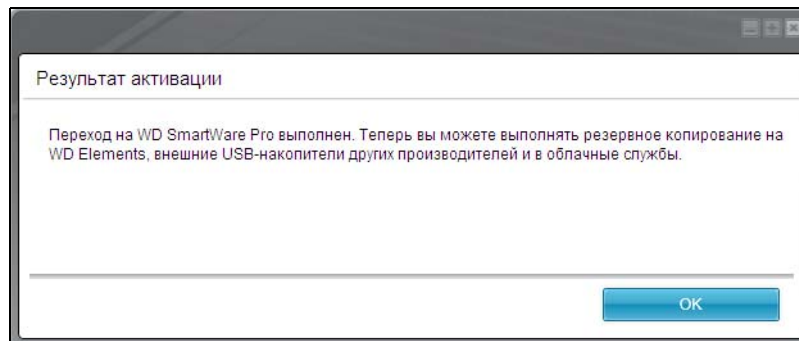 Результат активации
Переход на WD SmartWare Pro выполнен. Теперь вы можете выполнять резервное копирование на
WD Elements, внешние USB-накопители других производителей и в облачные службы.
OK